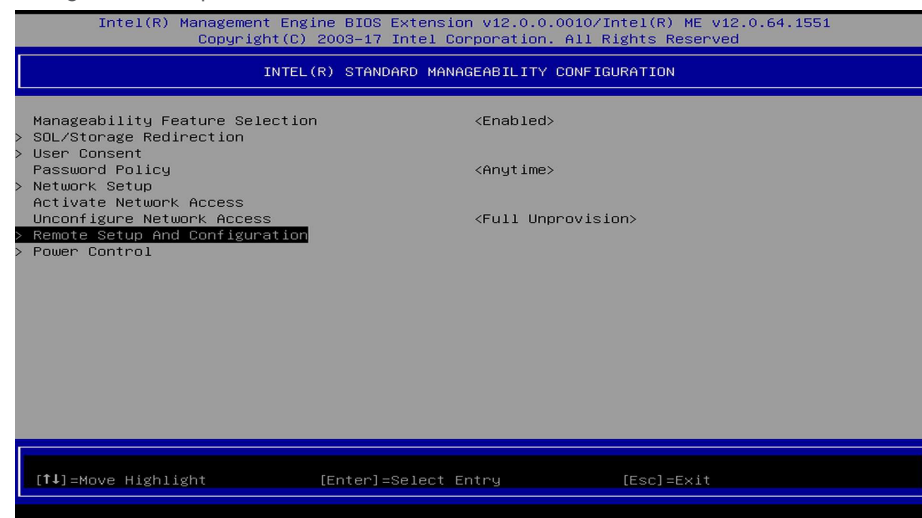 Intel(R) Management Engine BIOS Extension v12.0.0.0010/Intel(R) ME v12.0.64.1551
Copyright(C) 2003-17 Intel Corporation. All Rights Reserved
INTEL(R) STANDARD MANAGEABILITY CONFIGURATION
Manageability Feature Selection <Enabled>
> SOL/Storage Redirection
> User Consent
Password Policy <Anytime>
> Network Setup
Activate Network Access
Unconfigure Network Access <Full Unprovision>
> Remote Setup And Configuration
> Power Control
[↑↓]=Move Highlight [Enter]=Select Entry [Esc]=Exit